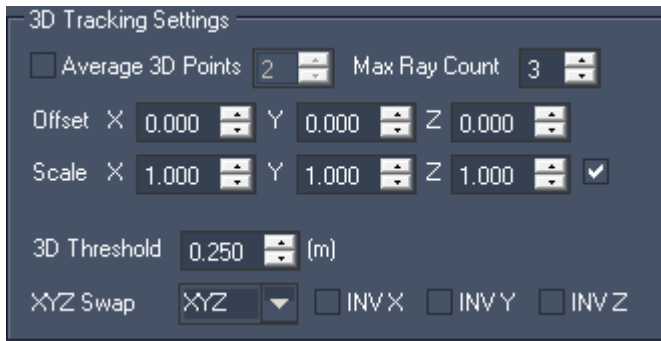 3D Tracking Settings
Average 3D Points 2 Max Ray Count 3
Offset X 0.000 Y 0.000 Z 0.000
Scale X 1.000 Y 1.000 Z 1.000
3D Threshold 0.250 (m)
XYZ Swap XYZ INV X INV Y INV Z